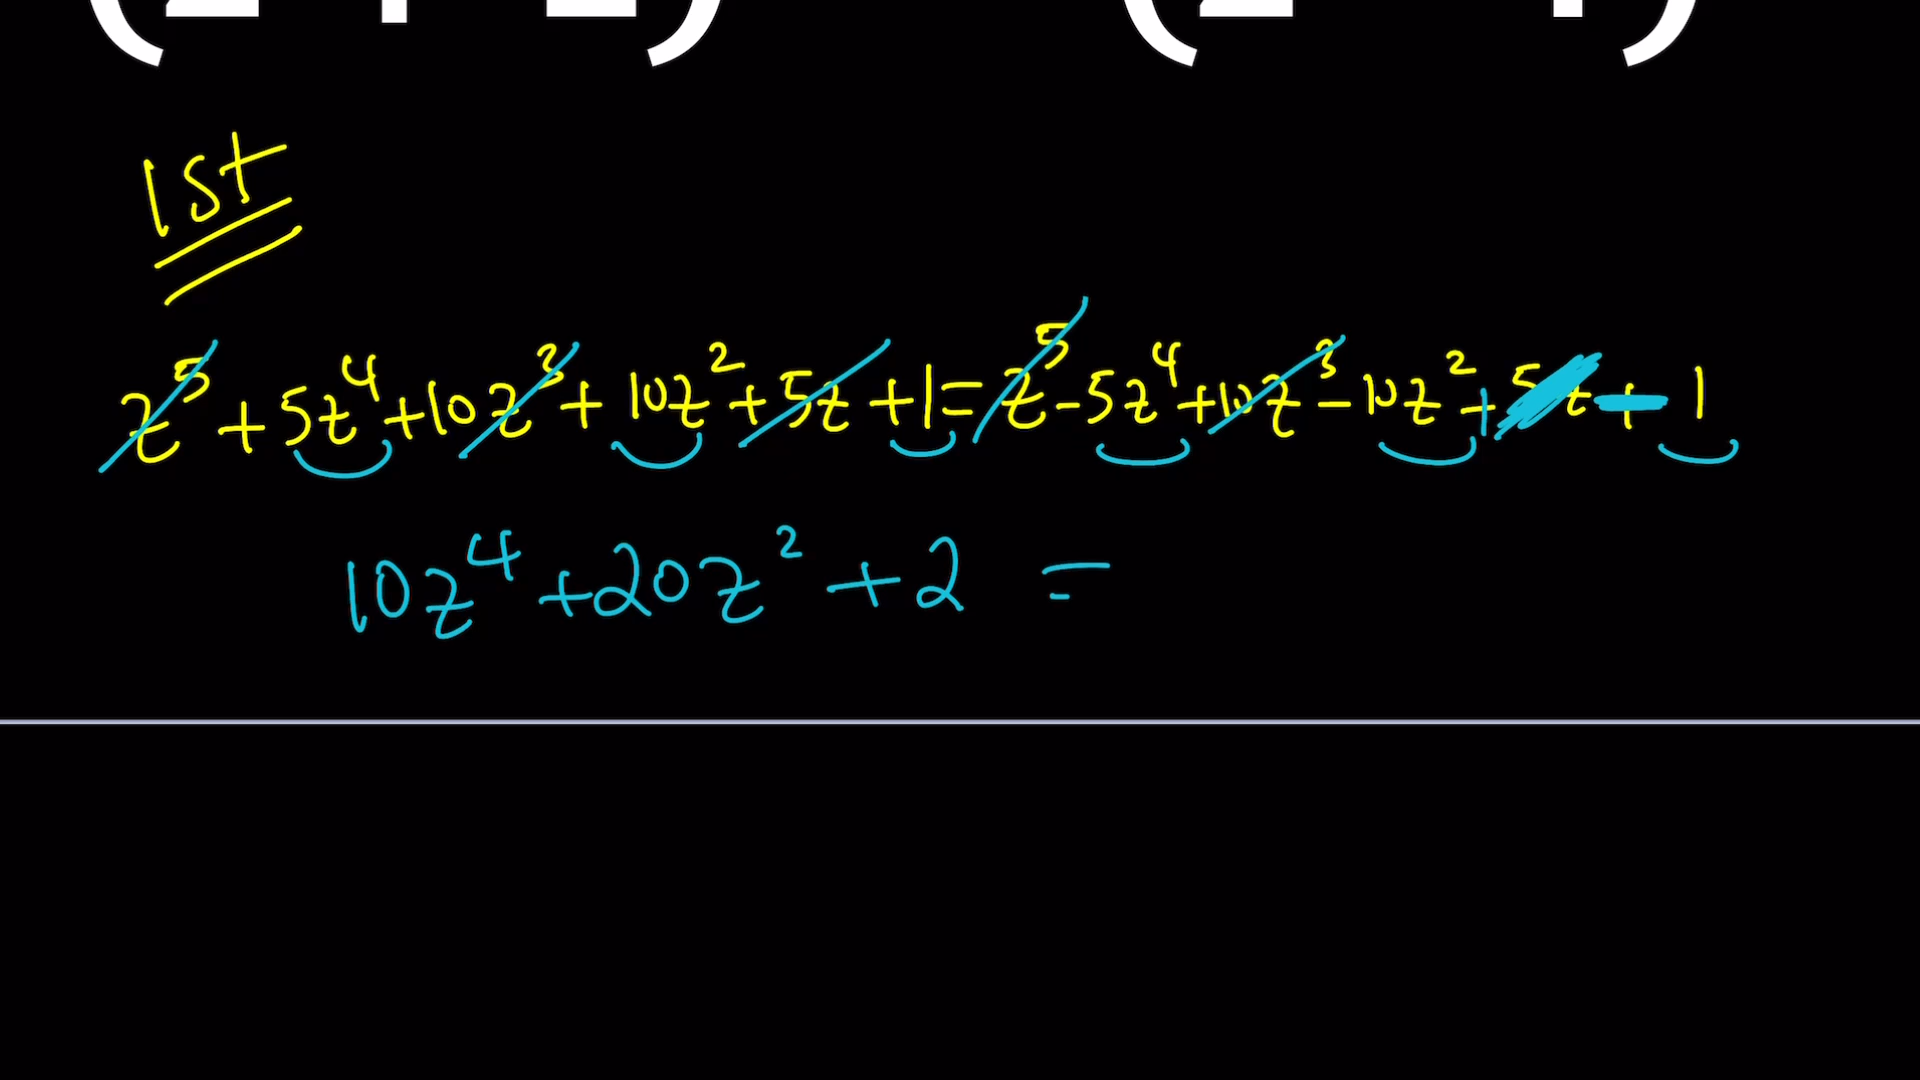 1st
z⁵ + 5z⁴ + 10z³ + 10z² + 5z + 1 = z⁵ - 5z⁴ + 10z³ - 10z² + 5z - 1
10z⁴ + 20z² + 2 =